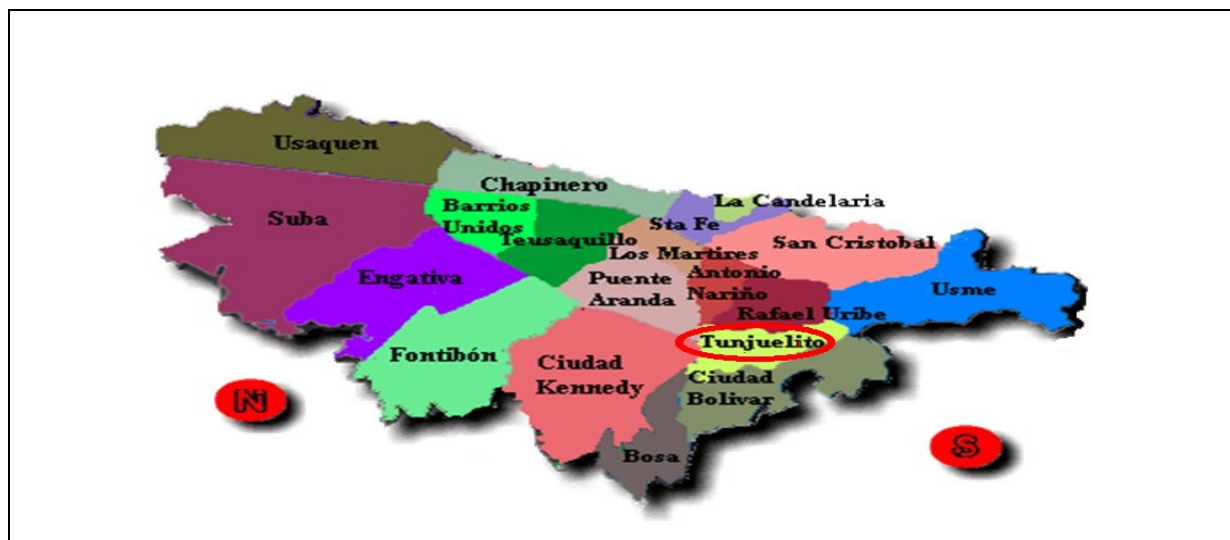 Usaquen
Chapinero
La Candelaria
Suba
Barrios
Unidos
Sta Fe
Teusaquillo
San Cristobal
Los Martires
Engativa
Puente
Aranda
Antonio
Nariño
Usme
Rafael Uribe
Fontibón
Ciudad
Kennedy
Tunjuelito
Ciudad
Bolivar
Bosa
N
S